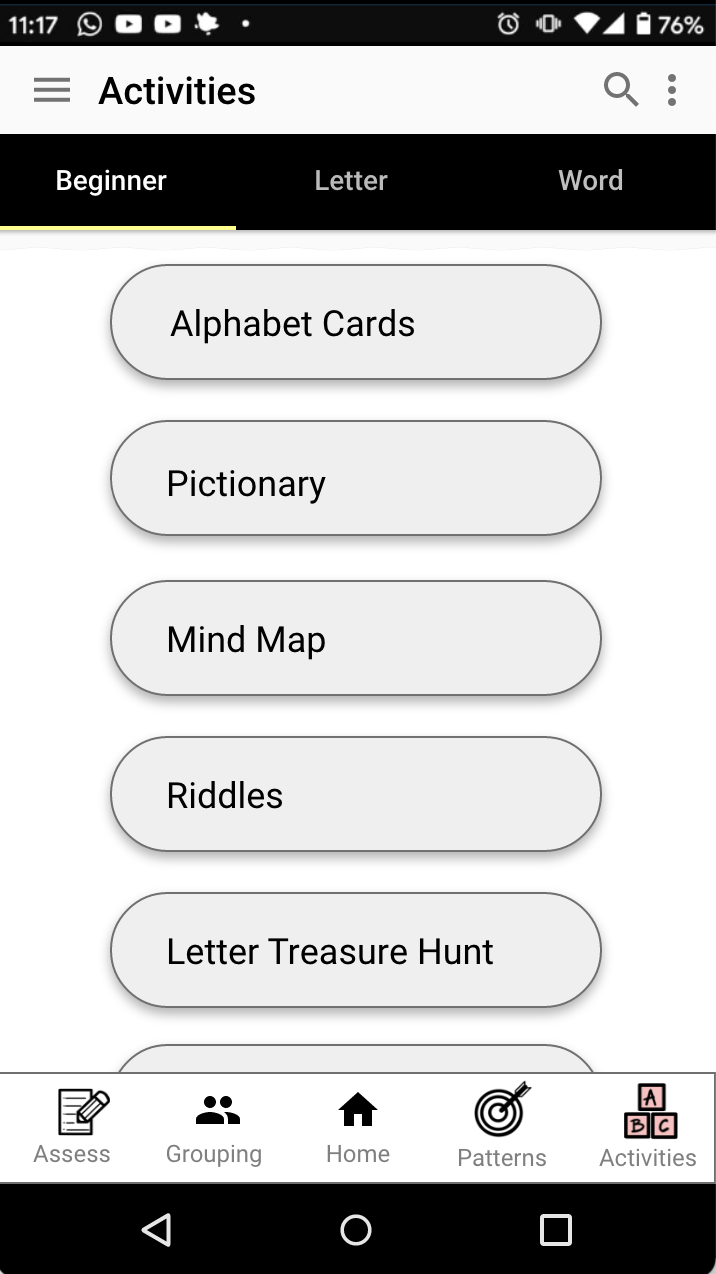 11:17 76%
Activities
Beginner Letter Word
Alphabet Cards
Pictionary
Mind Map
Riddles
Letter Treasure Hunt
A
B C
Assess Grouping Home Patterns Activities